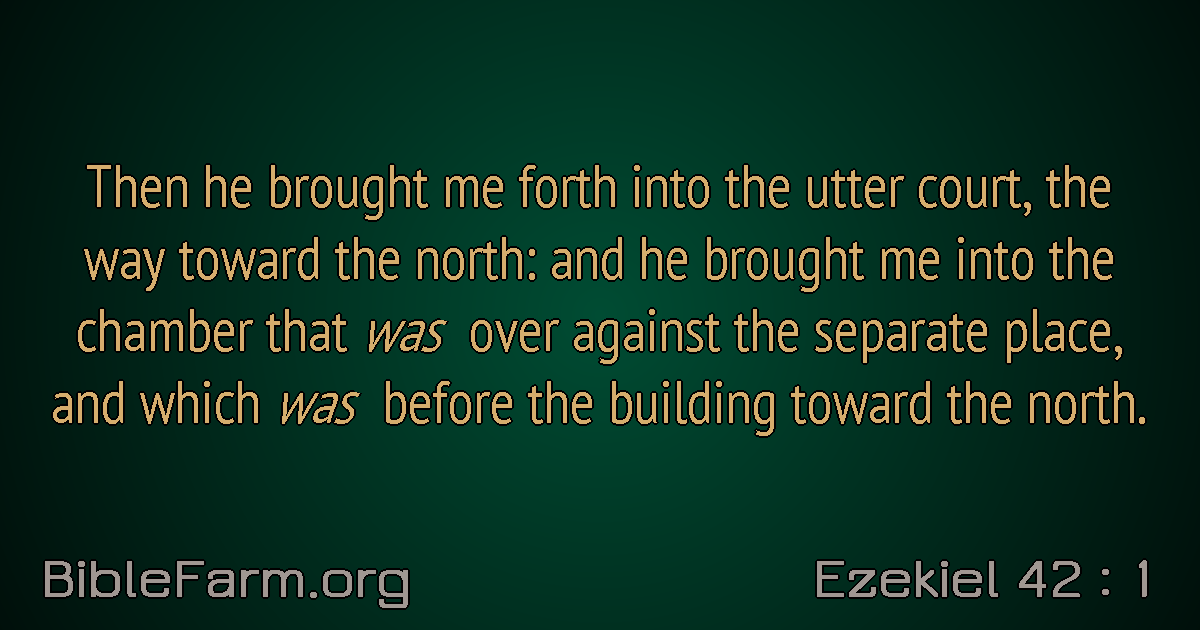 Then he brought me forth into the utter court, the
way toward the north: and he brought me into the
chamber that was over against the separate place,
and which was before the building toward the north.
BibleFarm.org
Ezekiel 42 : 1